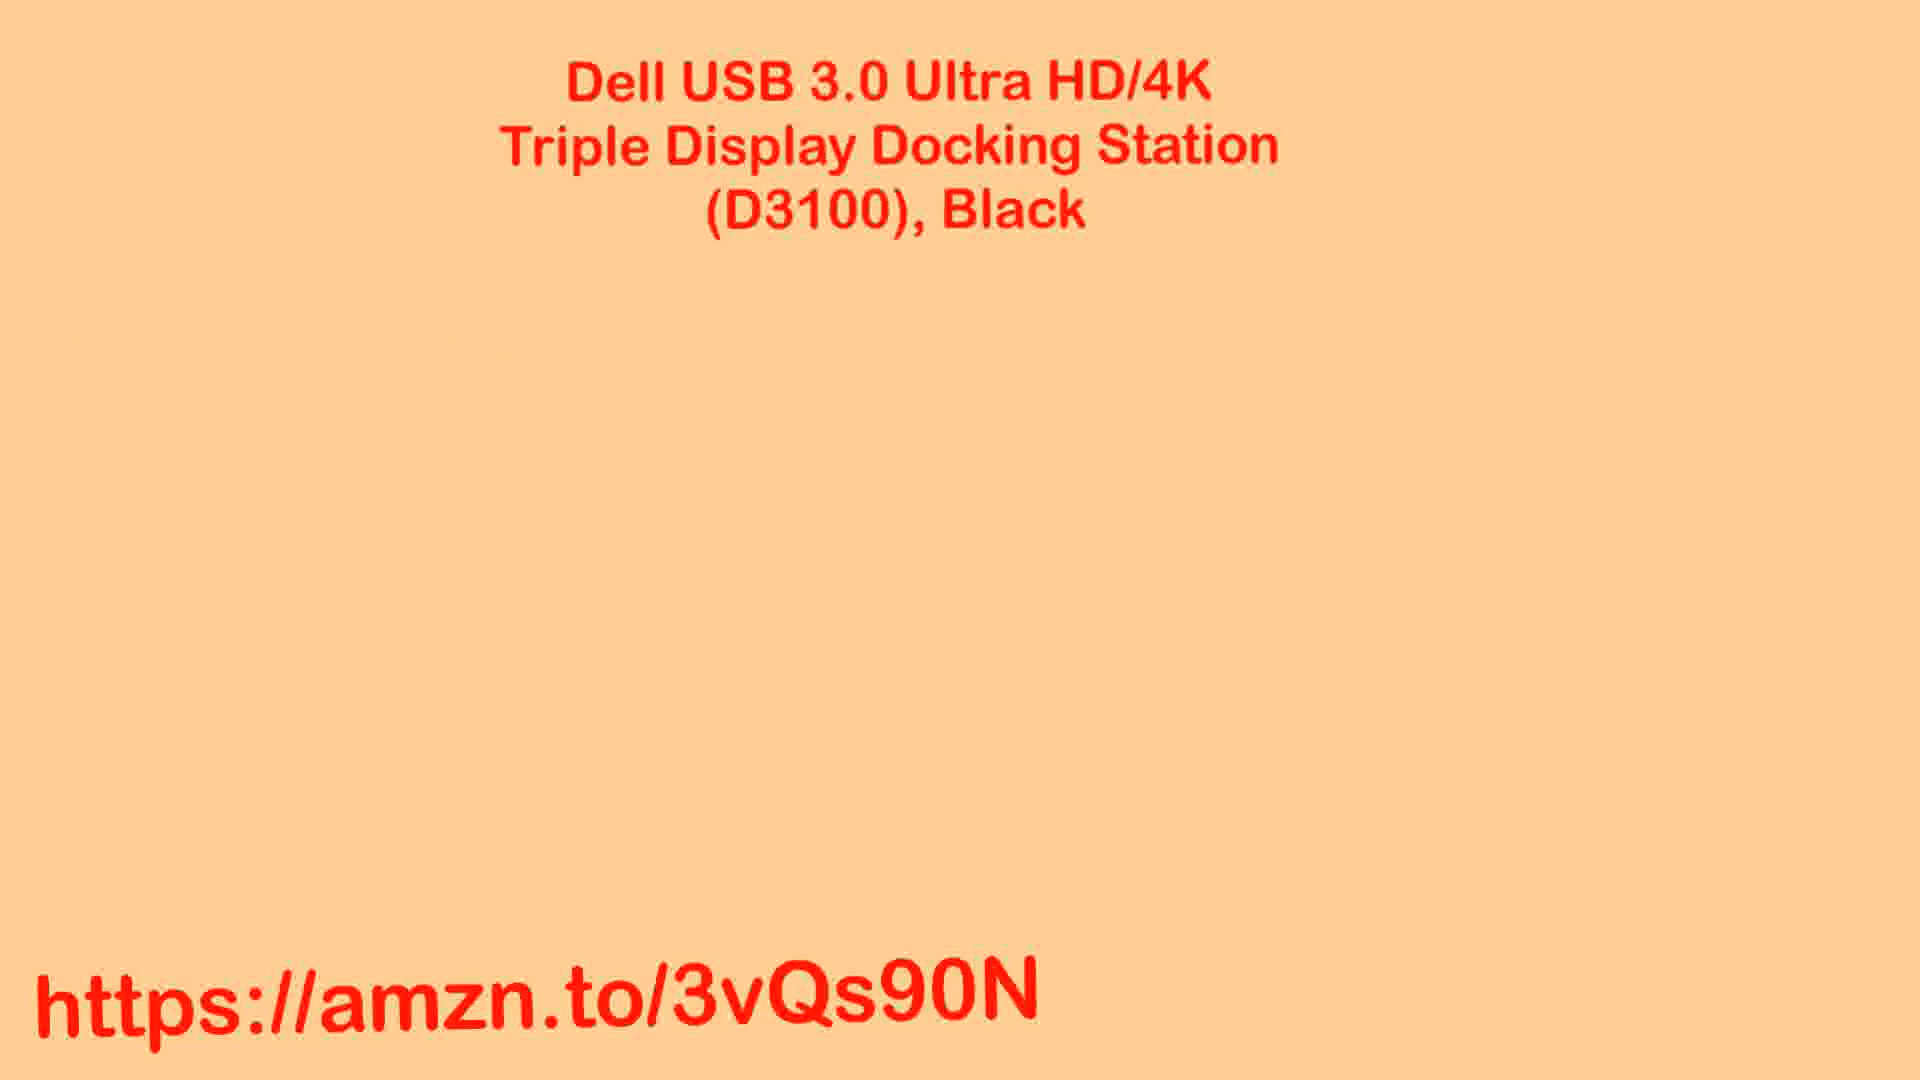 Dell USB 3.0 Ultra HD/4K
Triple Display Docking Station
(D3100), Black
https://amzn.to/3vQs90N